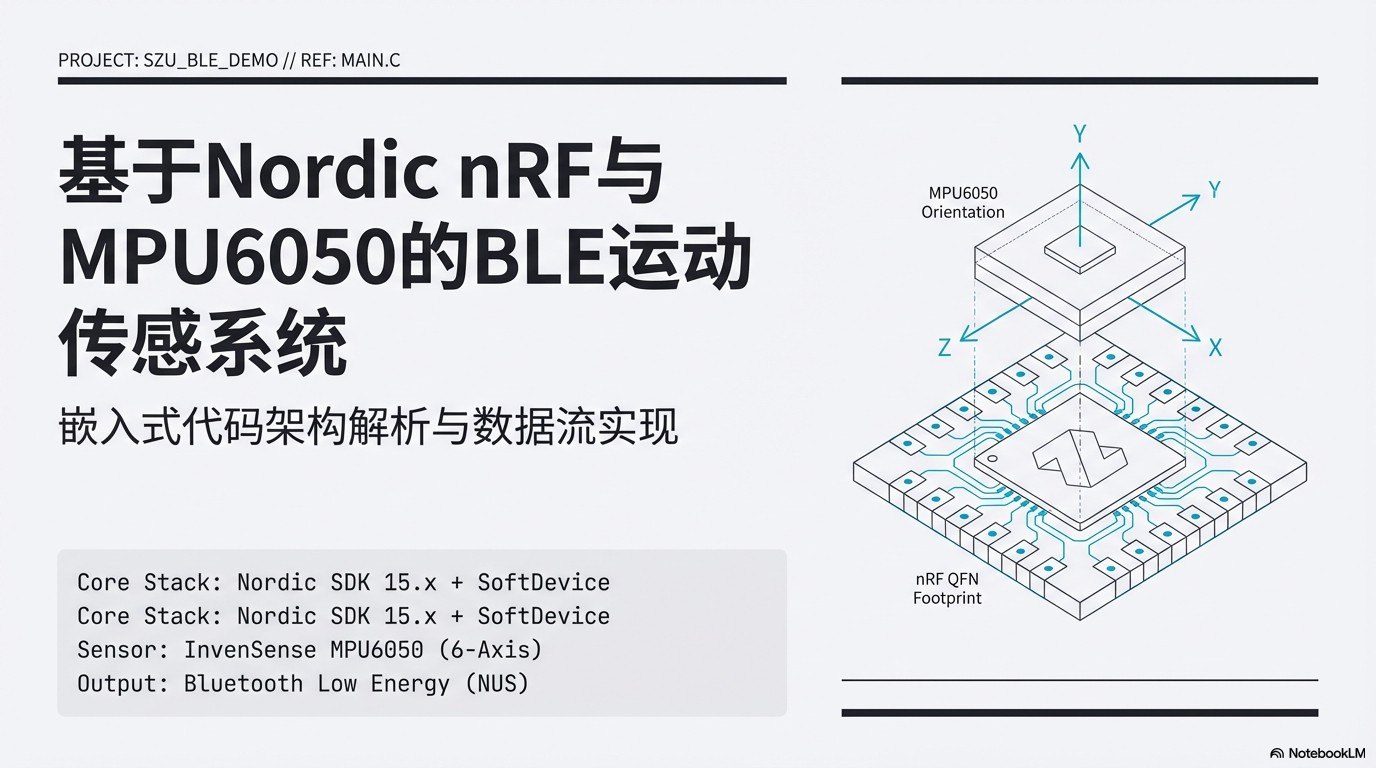 PROJECT: SZU_BLE_DEMO // REF: MAIN.C
基于Nordic nRF与
MPU6050的BLE运动
传感系统
嵌入式代码架构解析与数据流实现
Core Stack: Nordic SDK 15.x + SoftDevice
Core Stack: Nordic SDK 15.x + SoftDevice
Sensor: InvenSense MPU6050 (6-Axis)
Output: Bluetooth Low Energy (NUS)
Y
MPU6050
Orientation
Y
Z
X
nRF QFN
Footprint
NotebookLM